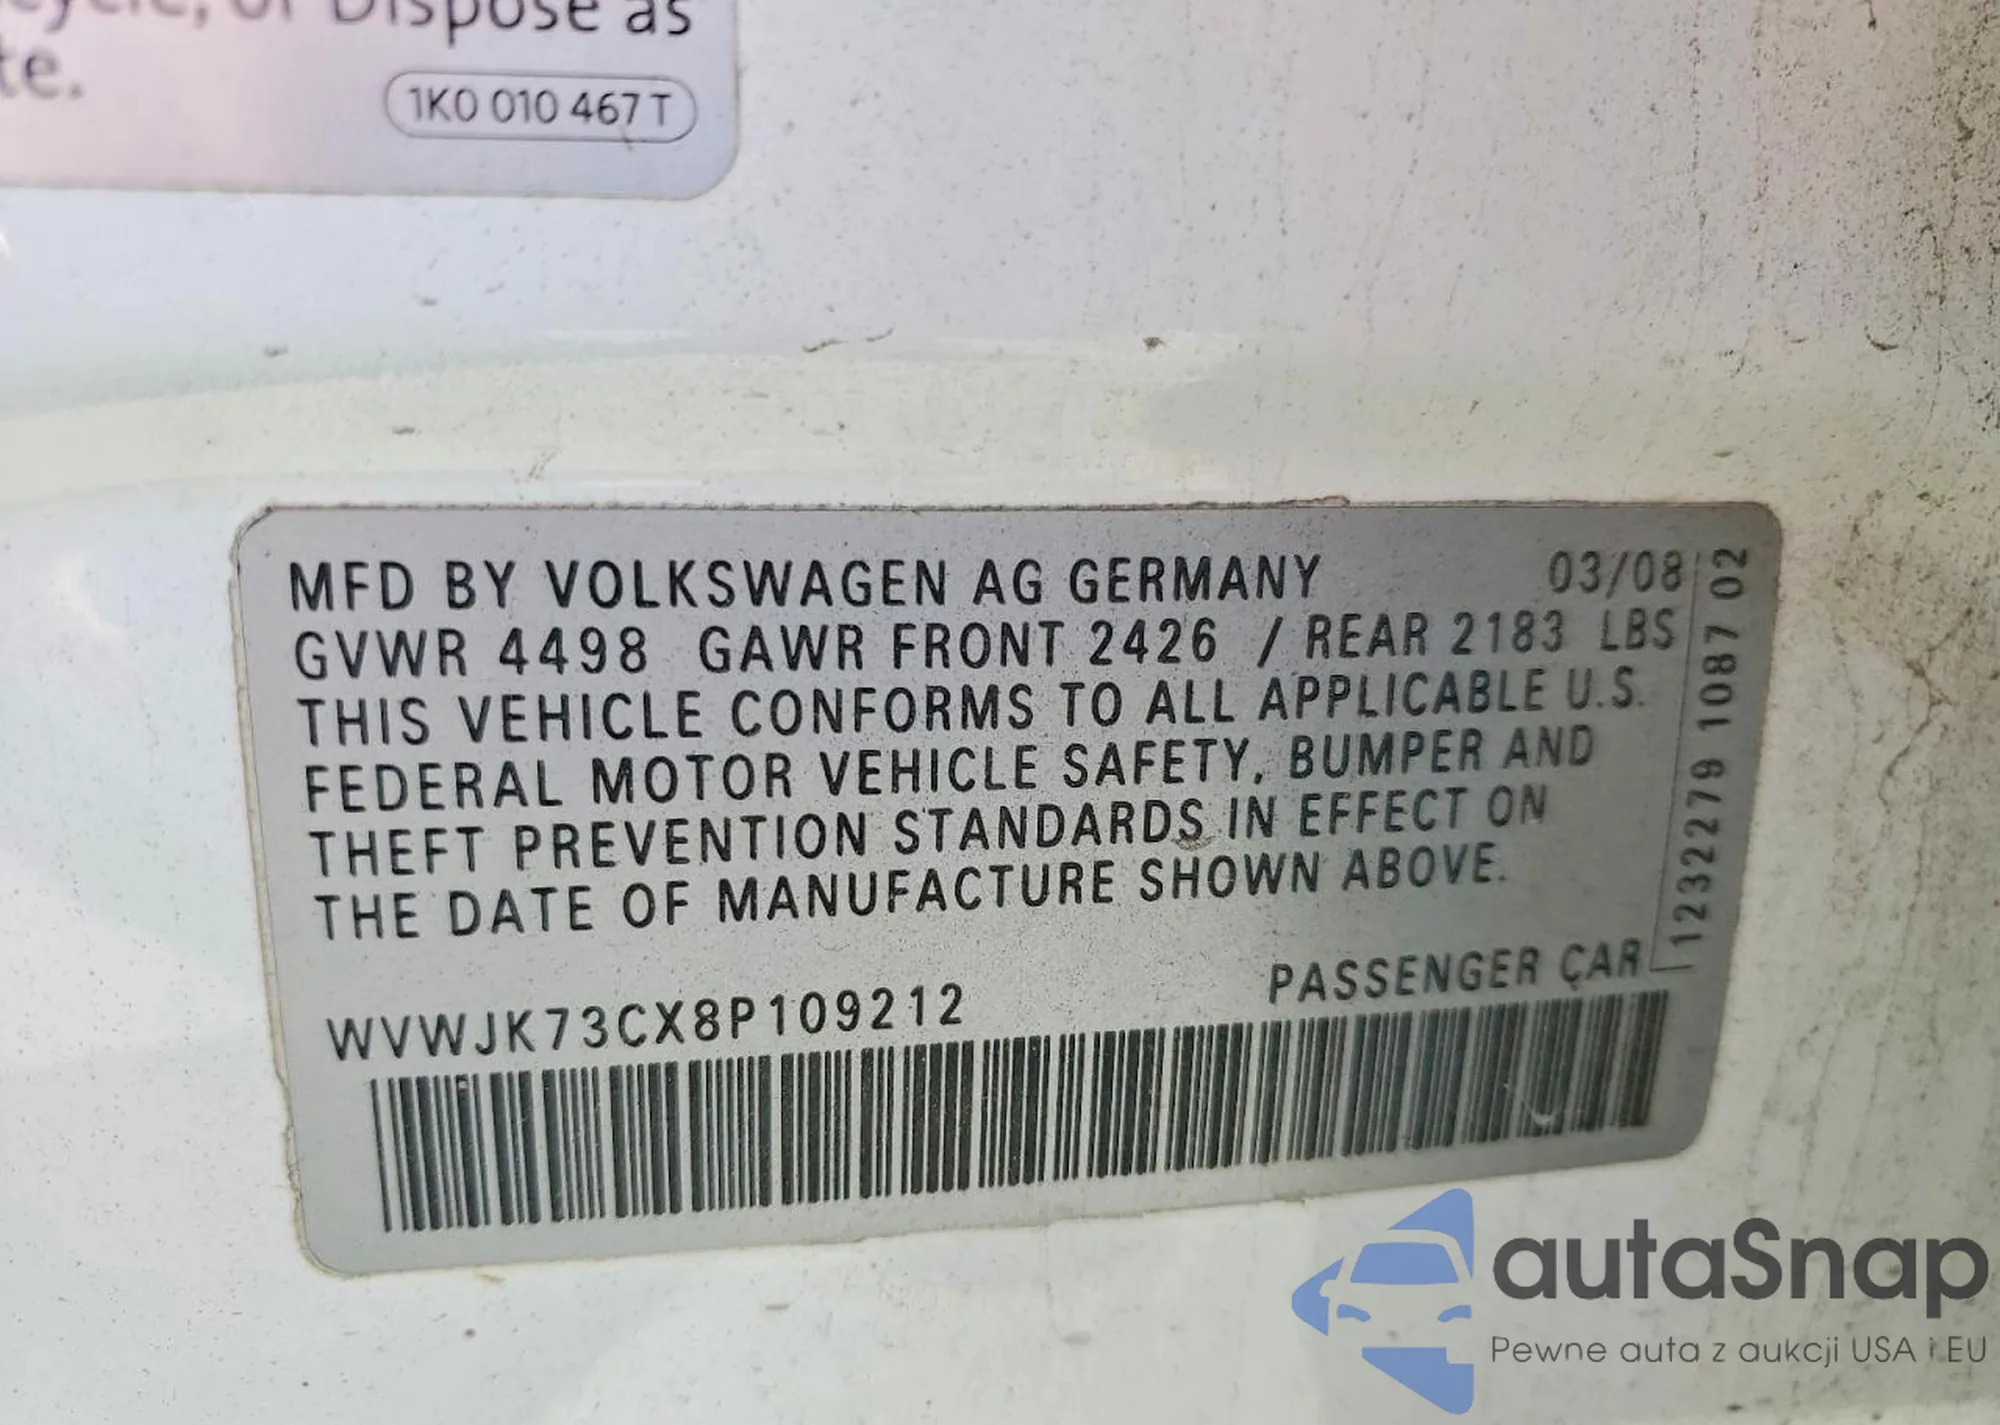 or Dispose as
1K0 010 467 T
MFD BY VOLKSWAGEN AG GERMANY 03/08
GVWR 4498 GAWR FRONT 2426 / REAR 2183 LBS
THIS VEHICLE CONFORMS TO ALL APPLICABLE U.S.
FEDERAL MOTOR VEHICLE SAFETY, BUMPER AND
THEFT PREVENTION STANDARDS IN EFFECT ON
THE DATE OF MANUFACTURE SHOWN ABOVE.
WVWJK73CX8P109212 PASSENGER CAR
1232279 1087 02
autaSnap
Pewne auta z aukcji USA i EU